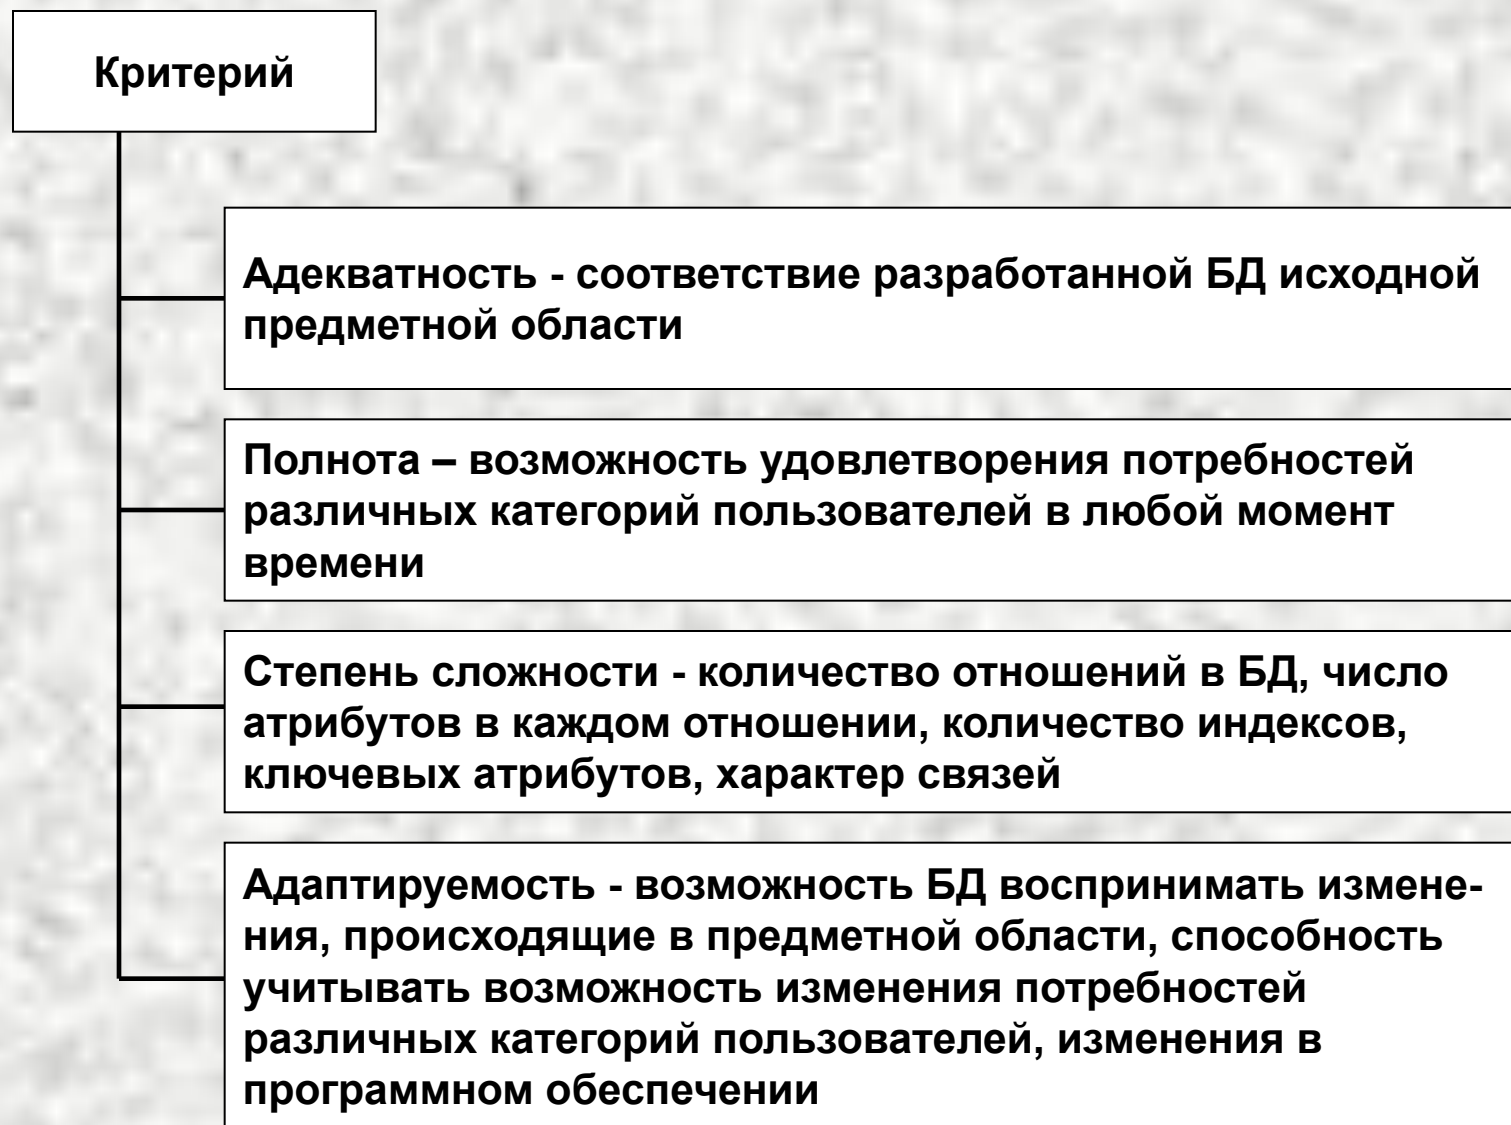 Критерий
Адекватность - соответствие разработанной БД исходной
предметной области
Полнота – возможность удовлетворения потребностей
различных категорий пользователей в любой момент
времени
Степень сложности - количество отношений в БД, число
атрибутов в каждом отношении, количество индексов,
ключевых атрибутов, характер связей
Адаптируемость - возможность БД воспринимать измене-
ния, происходящие в предметной области, способность
учитывать возможность изменения потребностей
различных категорий пользователей, изменения в
программном обеспечении